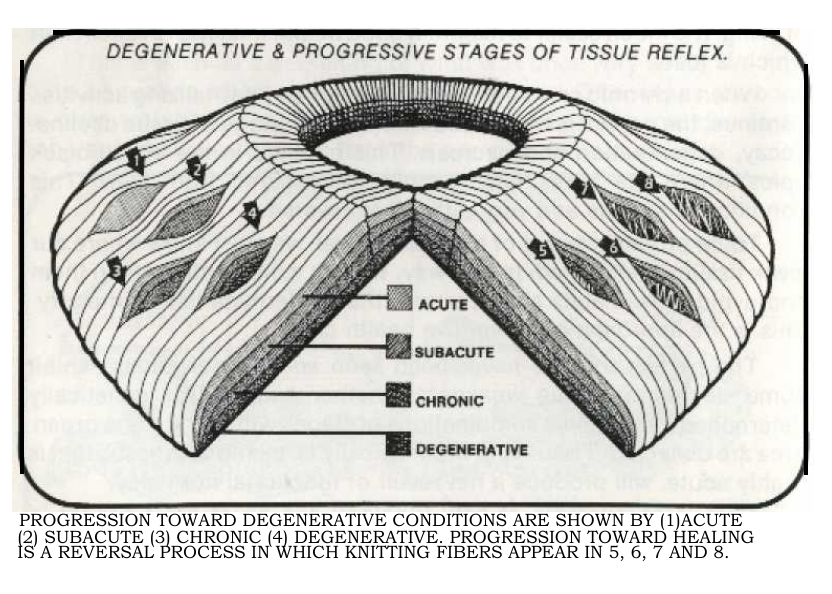 DEGENERATIVE & PROGRESSIVE STAGES OF TISSUE REFLEX.
1
2
3
4
5
6
7
8
ACUTE
SUBACUTE
CHRONIC
DEGENERATIVE
PROGRESSION TOWARD DEGENERATIVE CONDITIONS ARE SHOWN BY (1)ACUTE
(2) SUBACUTE (3) CHRONIC (4) DEGENERATIVE. PROGRESSION TOWARD HEALING
IS A REVERSAL PROCESS IN WHICH KNITTING FIBERS APPEAR IN 5, 6, 7 AND 8.